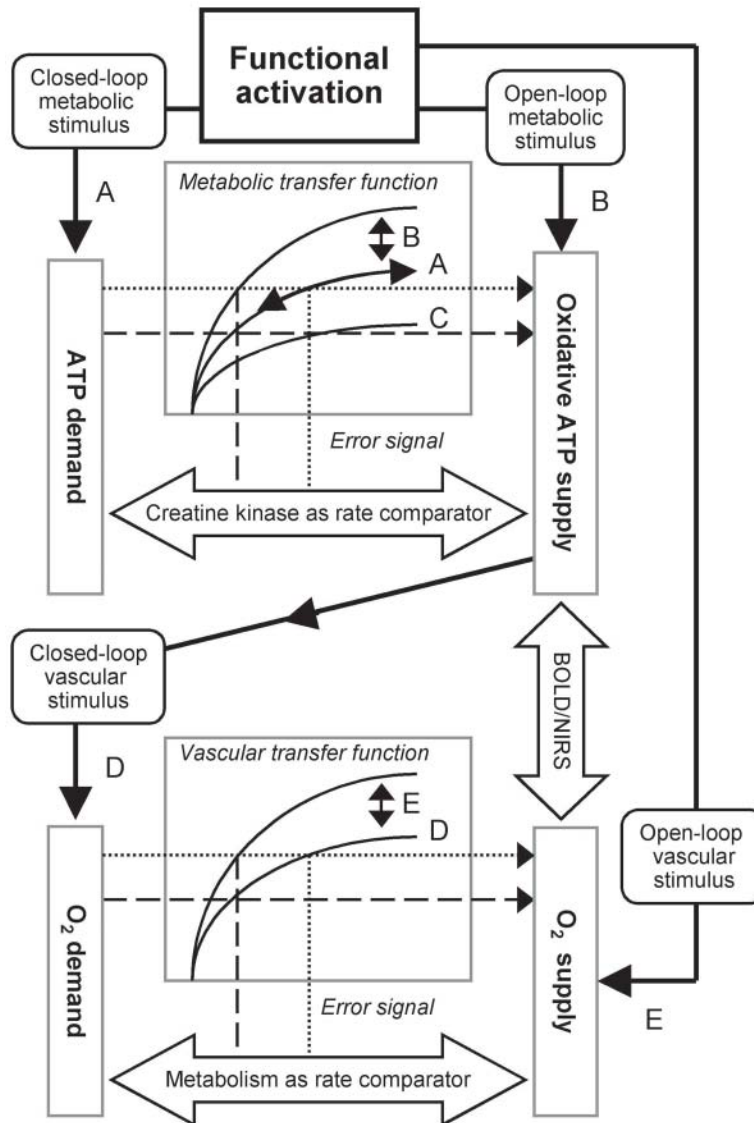 Functional
activation
Closed-loop
metabolic
stimulus
Open-loop
metabolic
stimulus
A
B
Metabolic transfer function
B
A
C
ATP demand
Oxidative ATP supply
Error signal
Creatine kinase as rate comparator
Closed-loop
vascular
stimulus
BOLD/NIRS
D
Vascular transfer function
E
D
Open-loop
vascular
stimulus
O₂ demand
O₂ supply
E
Error signal
Metabolism as rate comparator